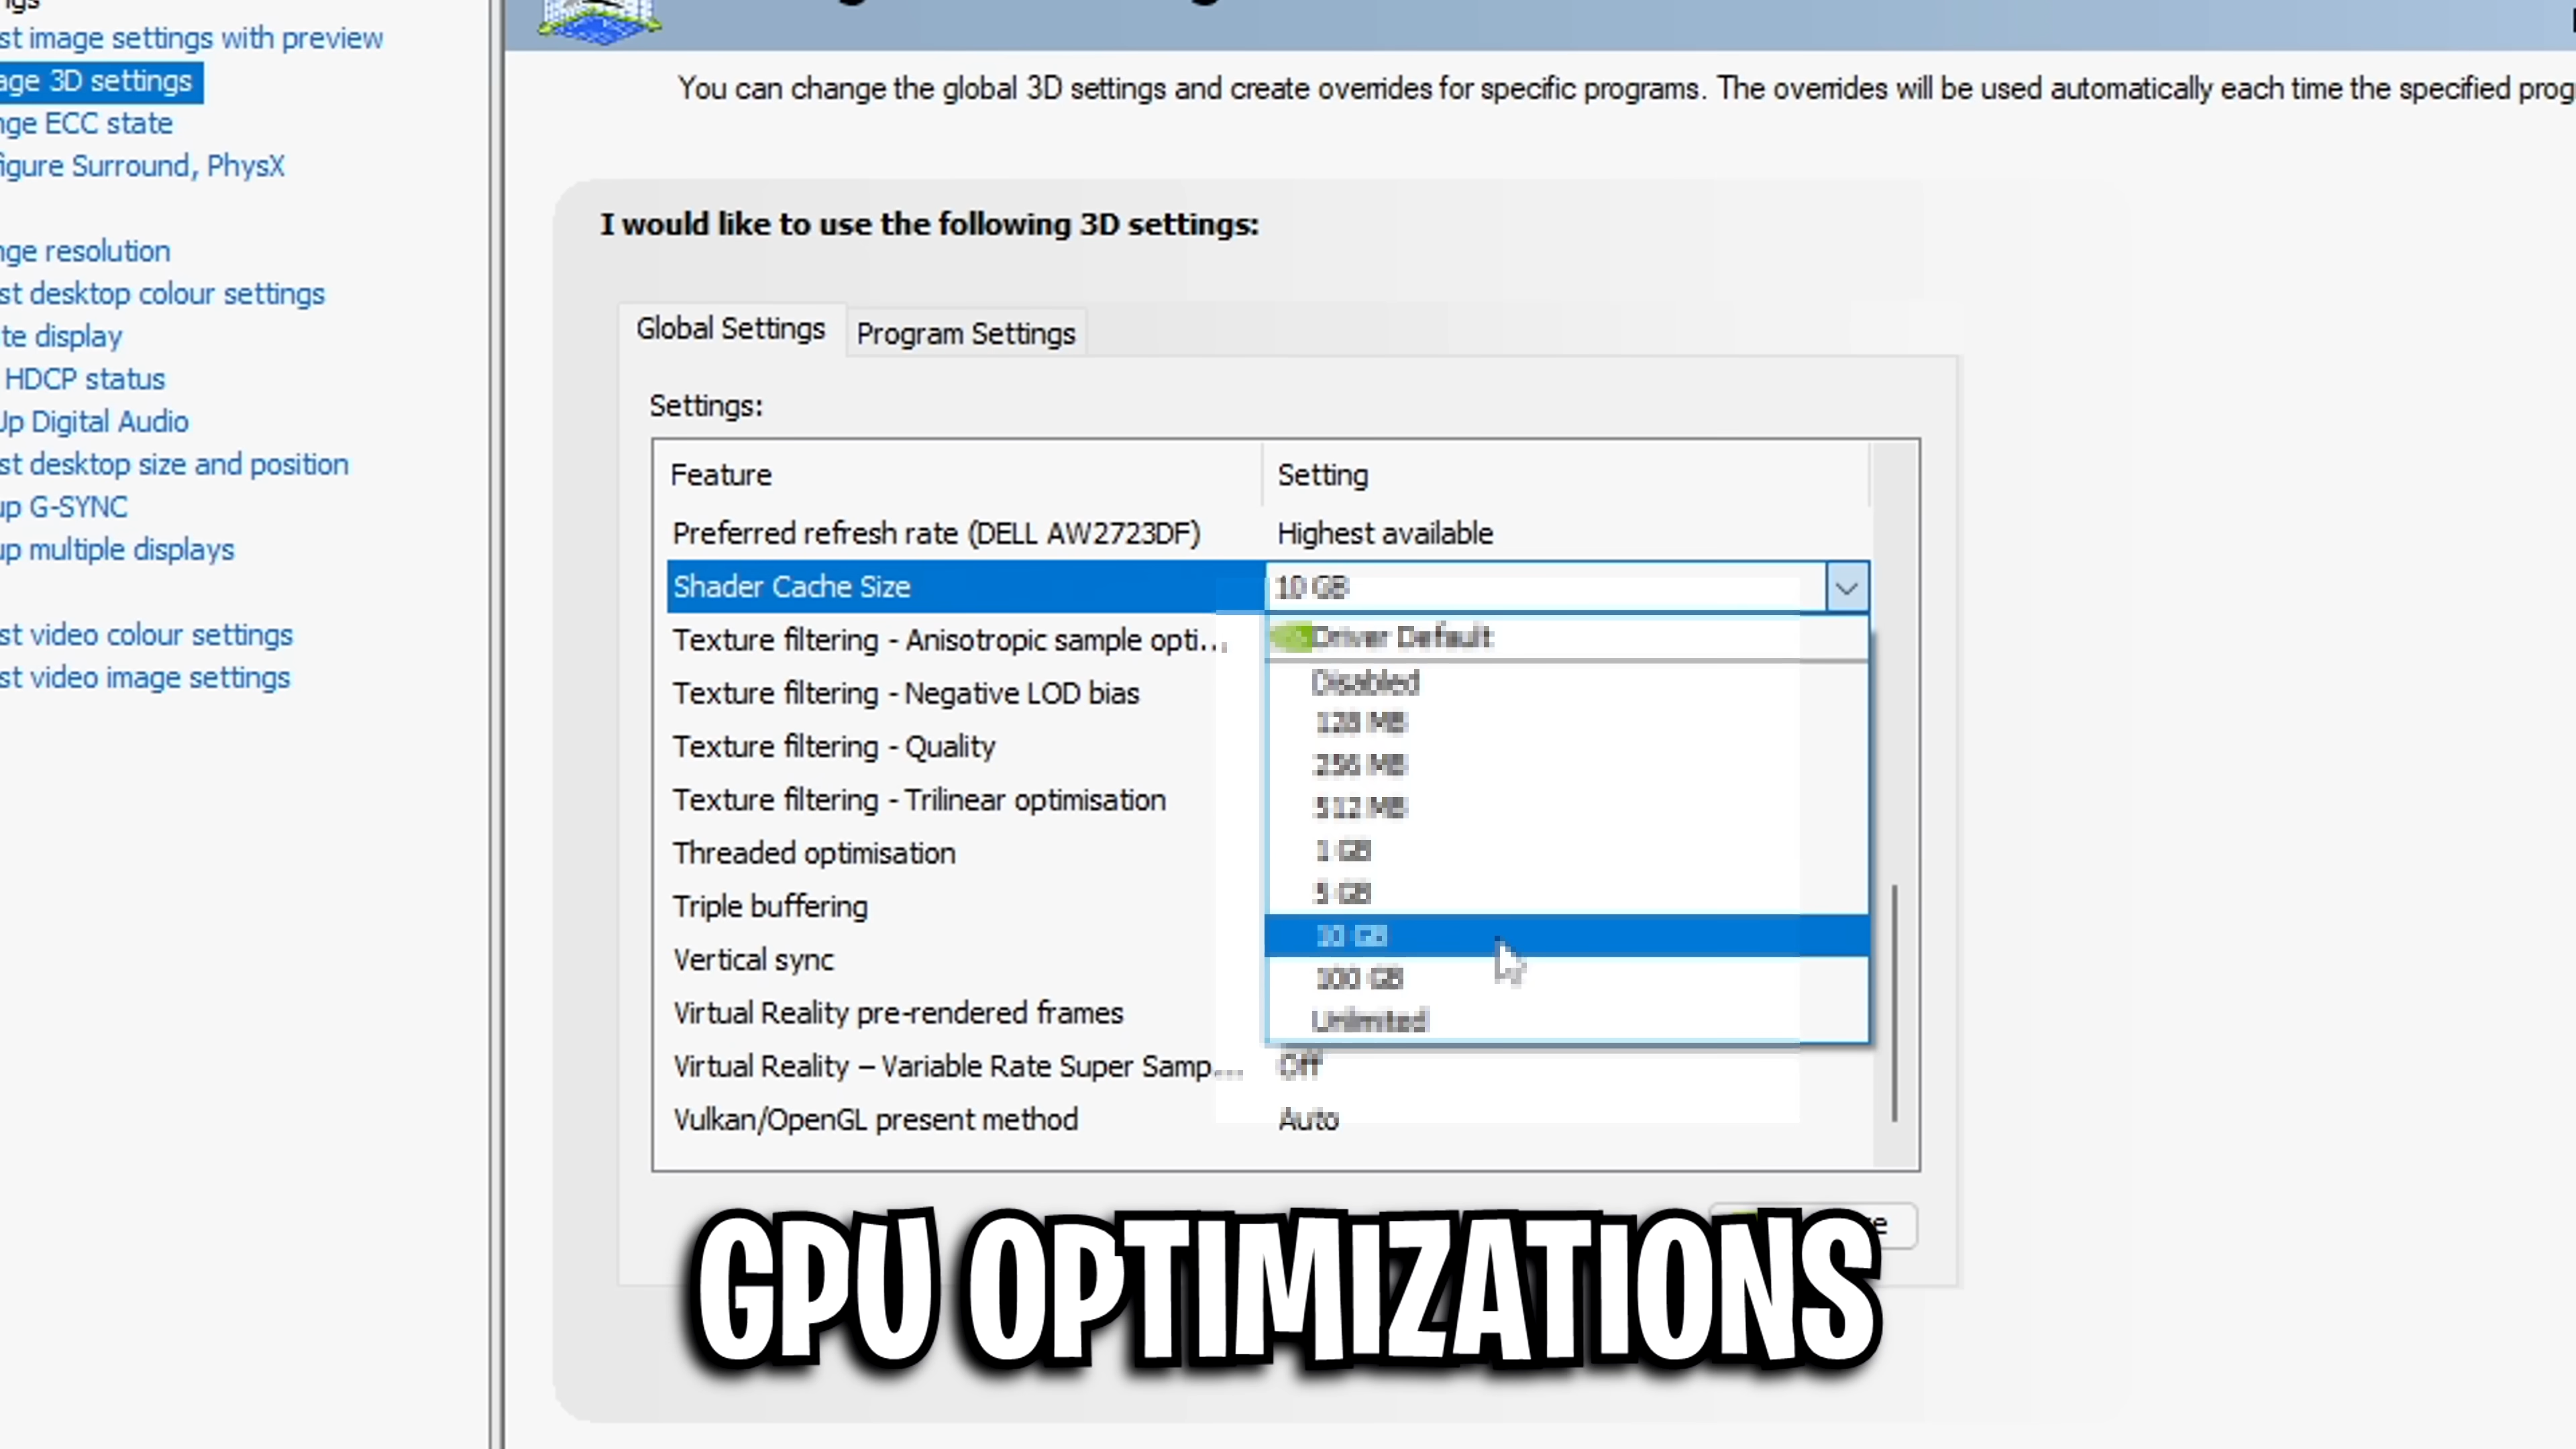 st image settings with preview
age 3D settings
nge ECC state
figure Surround, PhysX
nge resolution
st desktop colour settings
te display
HDCP status
Up Digital Audio
st desktop size and position
up G-SYNC
up multiple displays
st video colour settings
st video image settings
You can change the global 3D settings and create overrides for specific programs. The overrides will be used automatically each time the specified prog
I would like to use the following 3D settings:
Global Settings
Program Settings
Settings:
Feature
Setting
Preferred refresh rate (DELL AW2723DF)
Highest available
Shader Cache Size
10 GB
Texture filtering - Anisotropic sample opti...
Texture filtering - Negative LOD bias
Texture filtering - Quality
Texture filtering - Trilinear optimisation
Threaded optimisation
Triple buffering
Vertical sync
Virtual Reality pre-rendered frames
Virtual Reality – Variable Rate Super Samp...
Off
Vulkan/OpenGL present method
Auto
Driver Default
Disabled
128 MB
256 MB
512 MB
1 GB
5 GB
10 GB
100 GB
Unlimited
GPU OPTIMIZATIONS